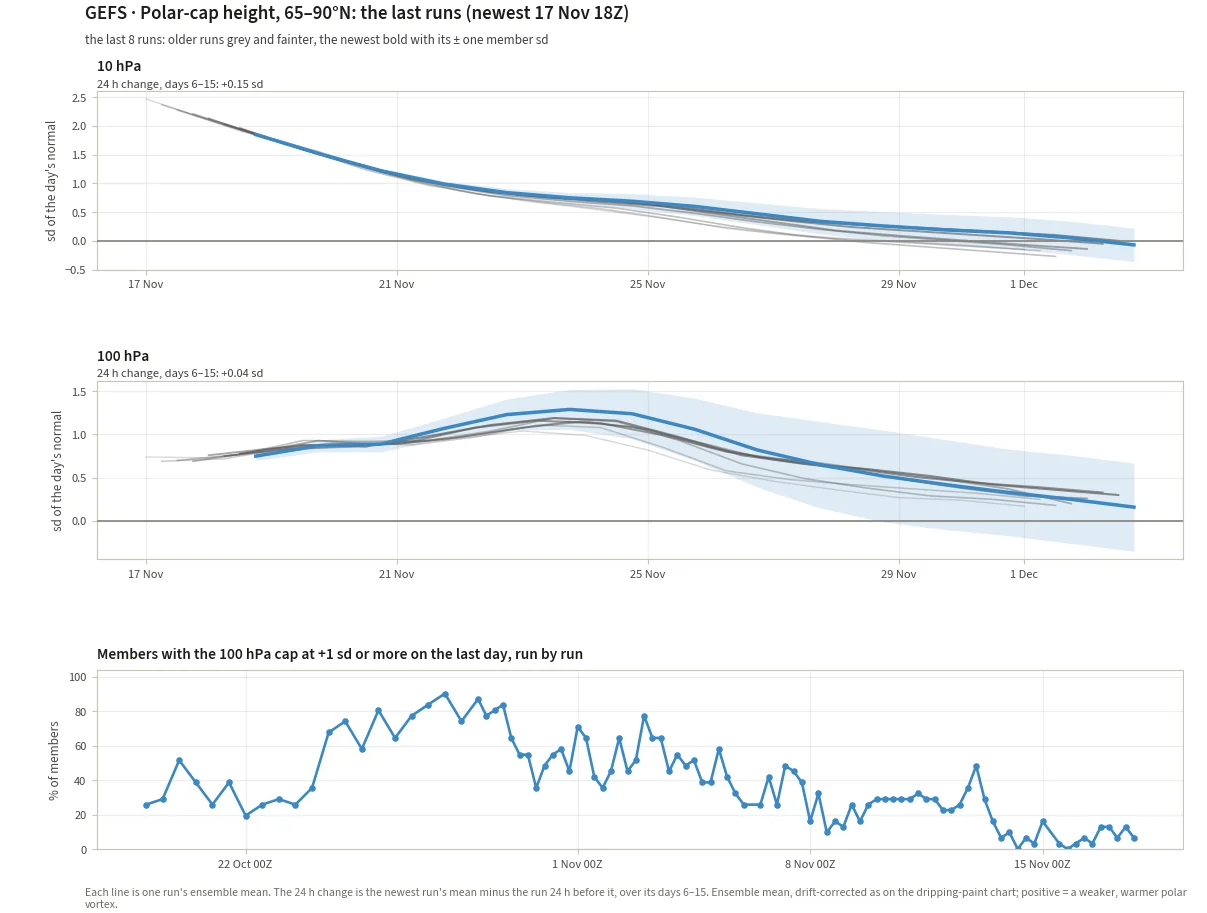 GEFS · Polar-cap height, 65–90°N: the last runs (newest 17 Nov 18Z)
the last 8 runs: older runs grey and fainter, the newest bold with its ± one member sd
10 hPa
24 h change, days 6–15: +0.15 sd
2.5
2.0
1.5
1.0
0.5
0.0
−0.5
sd of the day's normal
17 Nov
21 Nov
25 Nov
29 Nov
1 Dec
100 hPa
24 h change, days 6–15: +0.04 sd
1.5
1.0
0.5
0.0
sd of the day's normal
17 Nov
21 Nov
25 Nov
29 Nov
1 Dec
Members with the 100 hPa cap at +1 sd or more on the last day, run by run
100
80
60
40
20
0
% of members
22 Oct 00Z
1 Nov 00Z
8 Nov 00Z
15 Nov 00Z
Each line is one run's ensemble mean. The 24 h change is the newest run's mean minus the run 24 h before it, over its days 6–15. Ensemble mean, drift-corrected as on the dripping-paint chart; positive = a weaker, warmer polar
vortex.